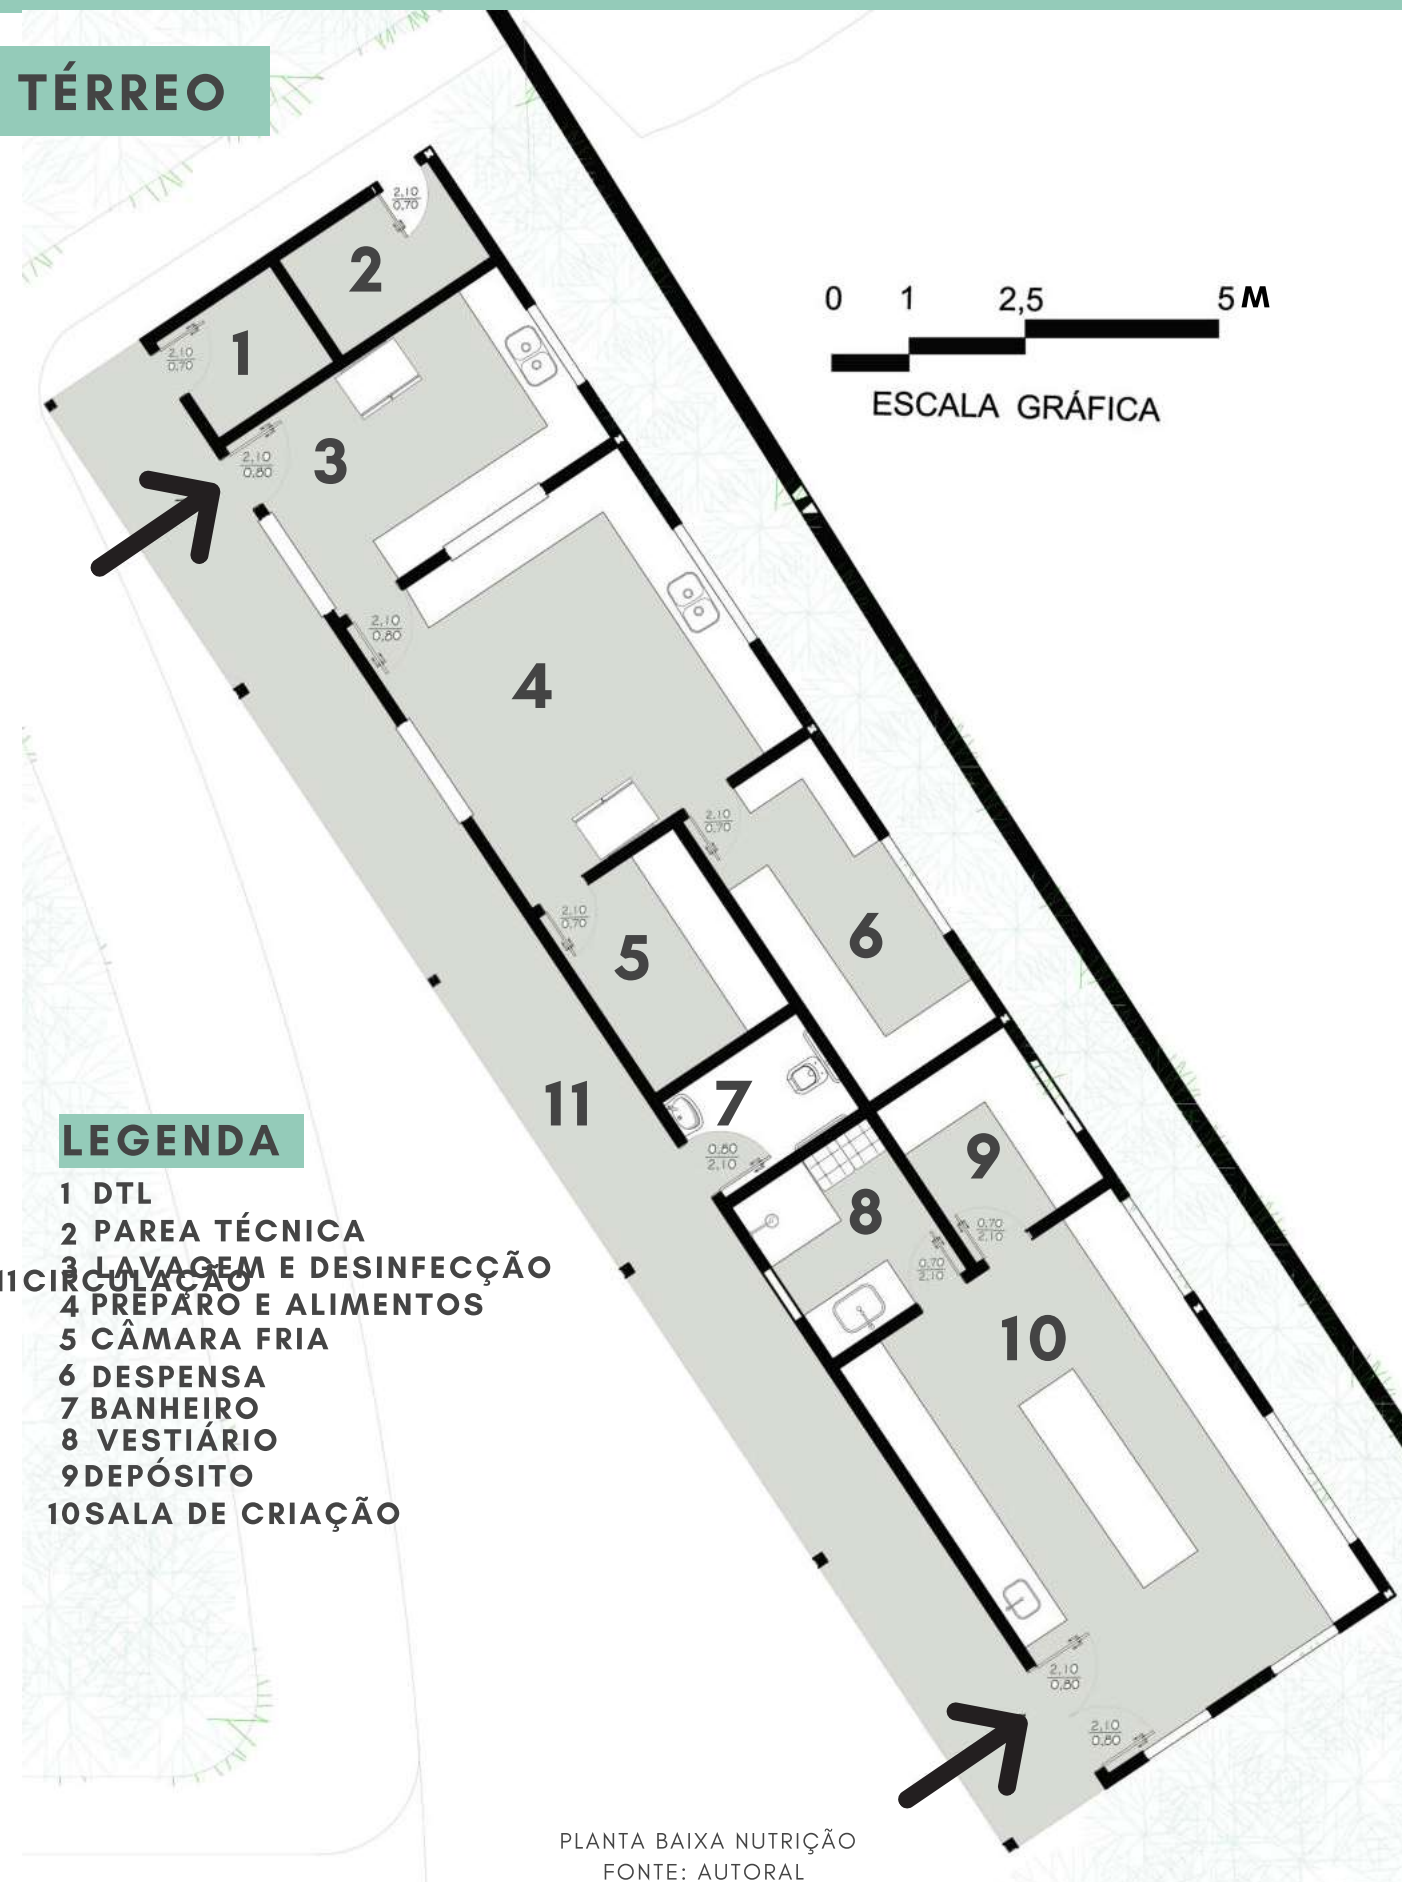 TÉRREO
2,10
0,70
2
1
2,10
0,70
0 1 2,5 5 M
ESCALA GRÁFICA
3
2,10
0,80
2,10
0,80
4
2,10
0,70
2,10
0,70
5
6
11
7
0,80
2,10
9
8
0,70
2,10
0,70
2,10
10
LEGENDA
1 DTL
2 PAREA TÉCNICA
3 LAVAGEM E DESINFECÇÃO
11CIRCULAÇÃO
4 PREPARO E ALIMENTOS
5 CÂMARA FRIA
6 DESPENSA
7 BANHEIRO
8 VESTIÁRIO
9 DEPÓSITO
10 SALA DE CRIAÇÃO
2,10
0,80
2,10
0,80
PLANTA BAIXA NUTRIÇÃO
FONTE: AUTORAL